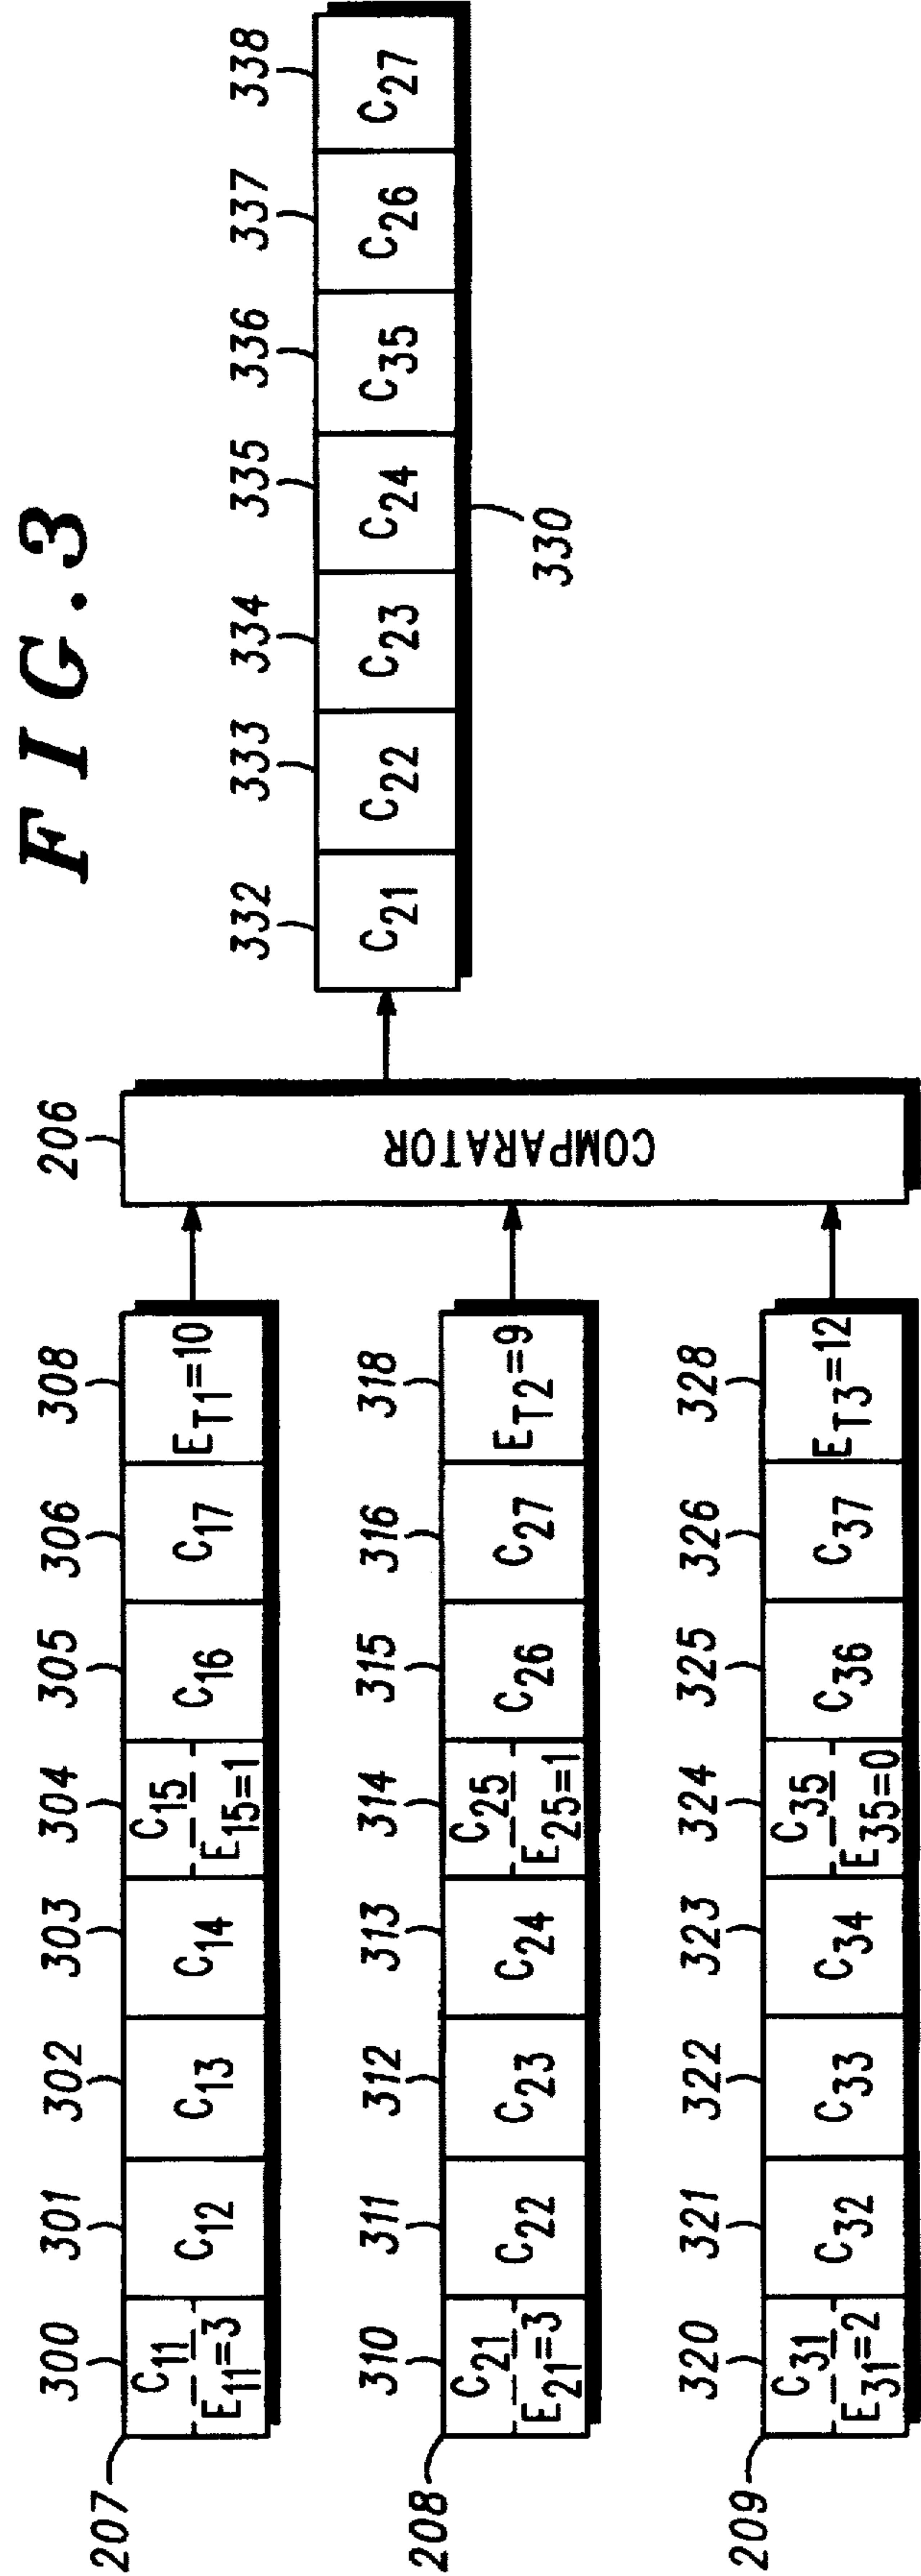 FIG.3
207
300 301 302 303 304 305 306 308
C11 E11=3 C12 C13 C14 C15 E15=1 C16 C17 ET1=10
208
310 311 312 313 314 315 316 318
C21 E21=3 C22 C23 C24 C25 E25=1 C26 C27 ET2=9
209
320 321 322 323 324 325 326 328
C31 E31=2 C32 C33 C34 C35 E35=0 C36 C37 ET3=12
206
COMPARATOR
332 333 334 335 336 337 338
C21 C22 C23 C24 C35 C26 C27
330